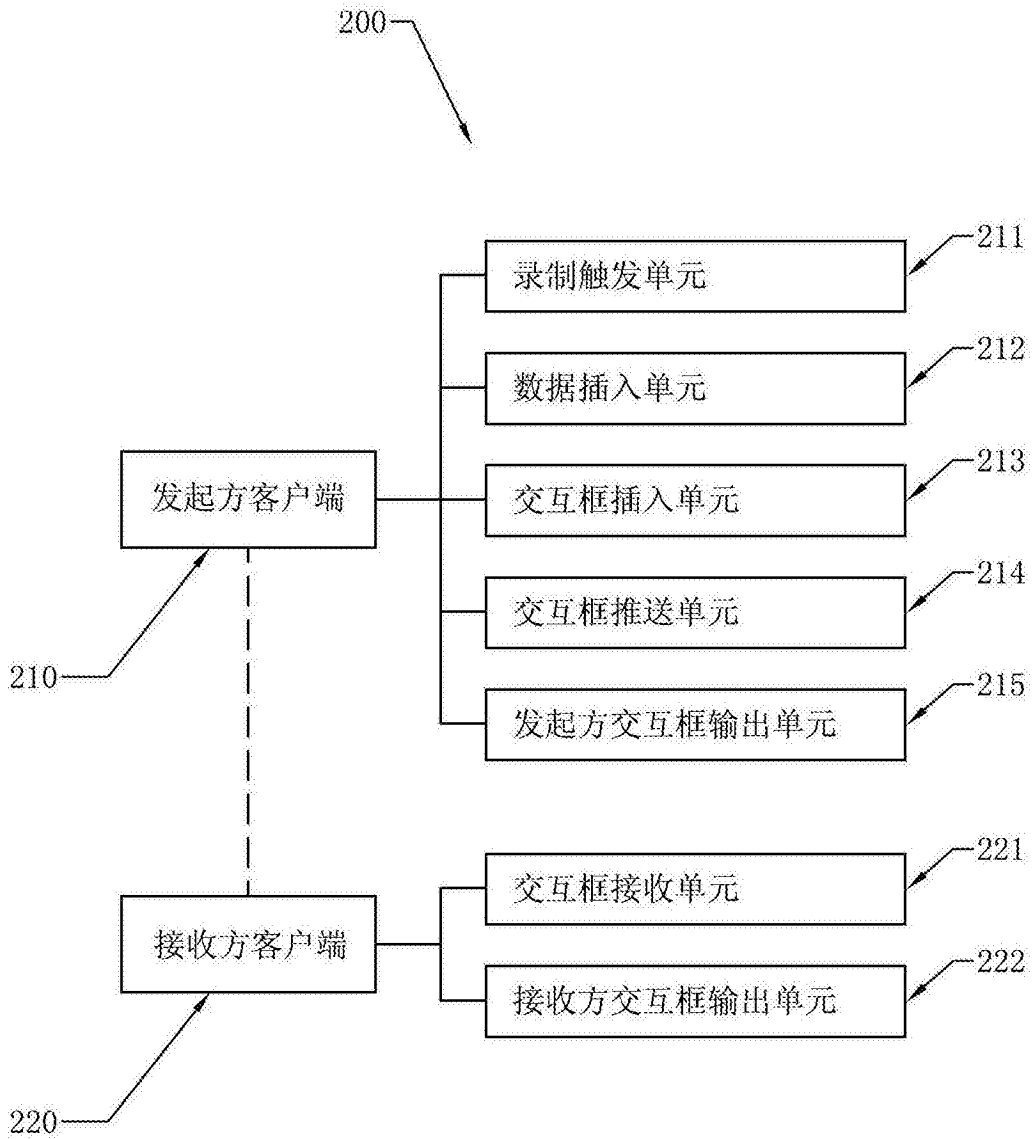 200
录制触发单元
211
数据插入单元
212
发起方客户端
210
交互框插入单元
213
交互框推送单元
214
发起方交互框输出单元
215
接收方客户端
220
交互框接收单元
221
接收方交互框输出单元
222